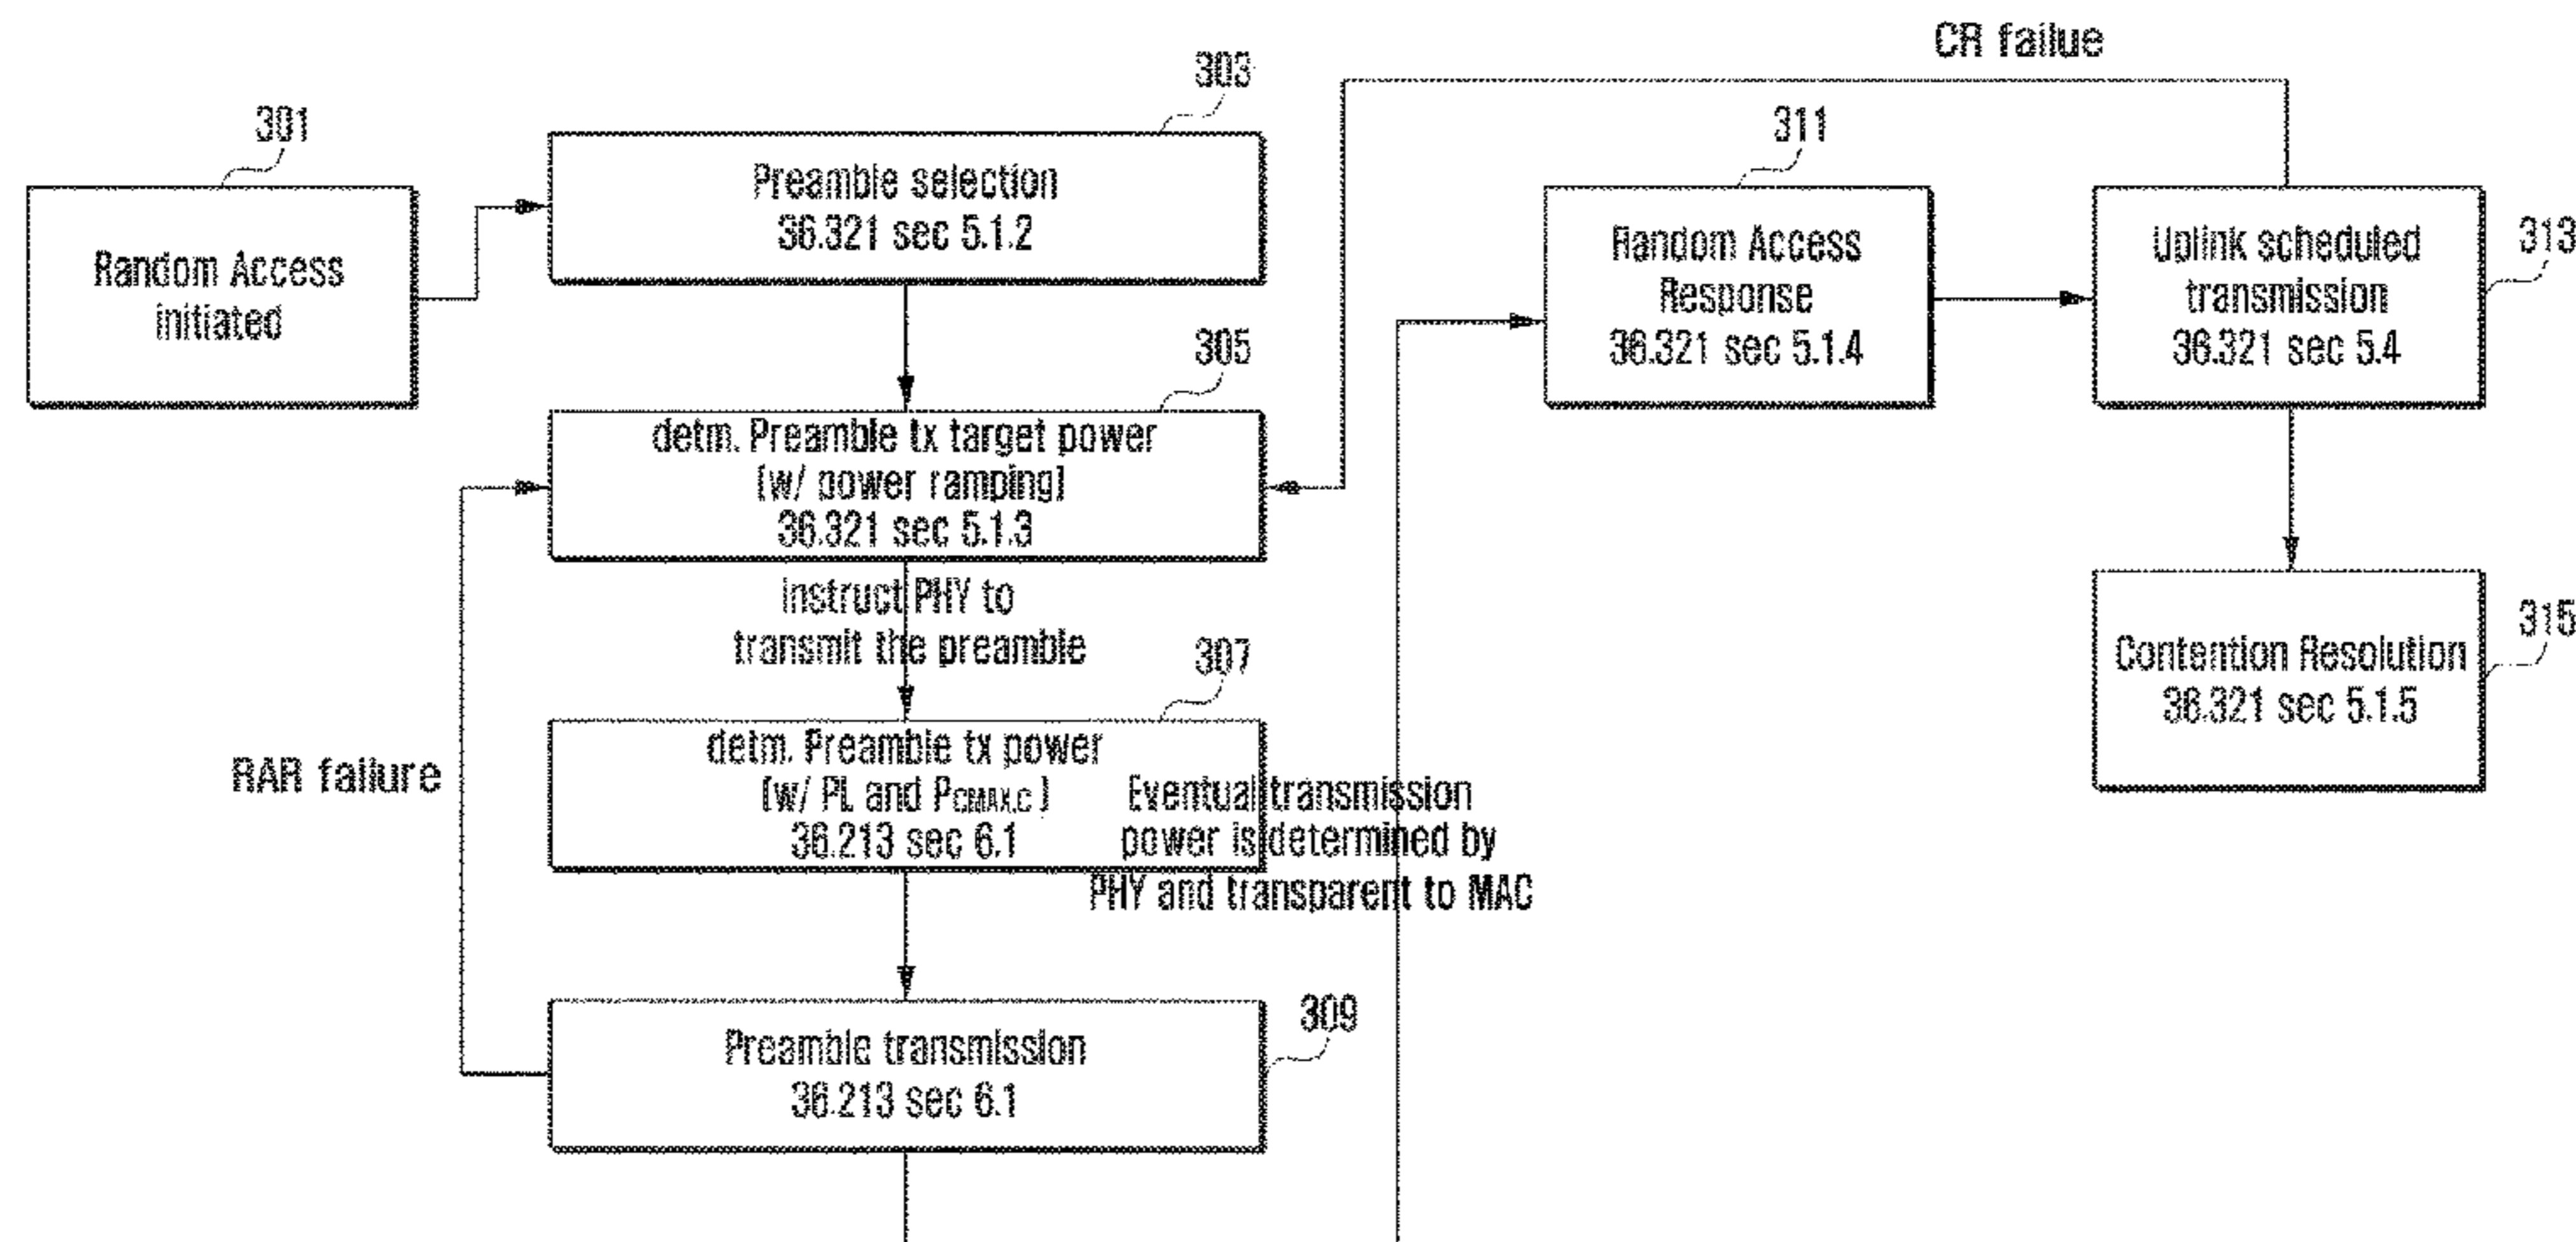 CR failue
301
Random Access
initiated
303
Preamble selection
36.321 sec 5.1.2
305
detm. Preamble tx target power
(w/ power ramping)
36.321 sec 5.1.3
instruct PHY to
transmit the preamble
307
detm. Preamble tx power
(w/ PL and PCMAX,C )
36.213 sec 6.1
Eventual transmission
power is determined by
PHY and transparent to MAC
RAR failure
309
Preamble transmission
36.213 sec 6.1
311
Random Access
Response
36.321 sec 5.1.4
313
Uplink scheduled
transmission
36.321 sec 5.4
315
Contention Resolution
36.321 sec 5.1.5